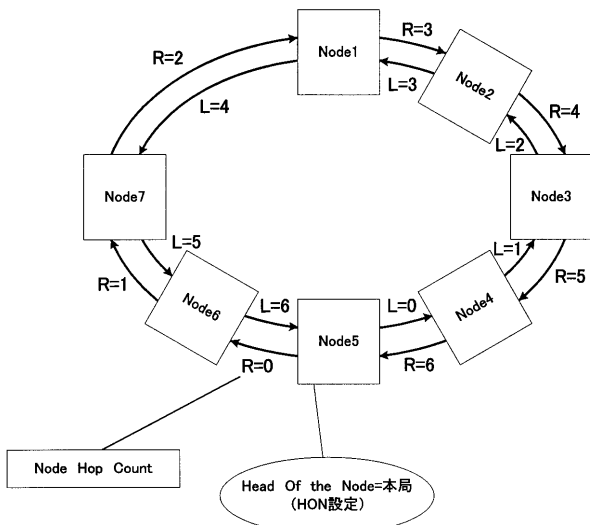 Node1
R=3
R=2
L=3
Node2
L=4
R=4
L=2
Node7
Node3
L=5
L=1
R=1
R=5
Node6
L=6
L=0
Node4
Node5
R=0
R=6
Node Hop Count
Head Of the Node=本局
(HON設定)